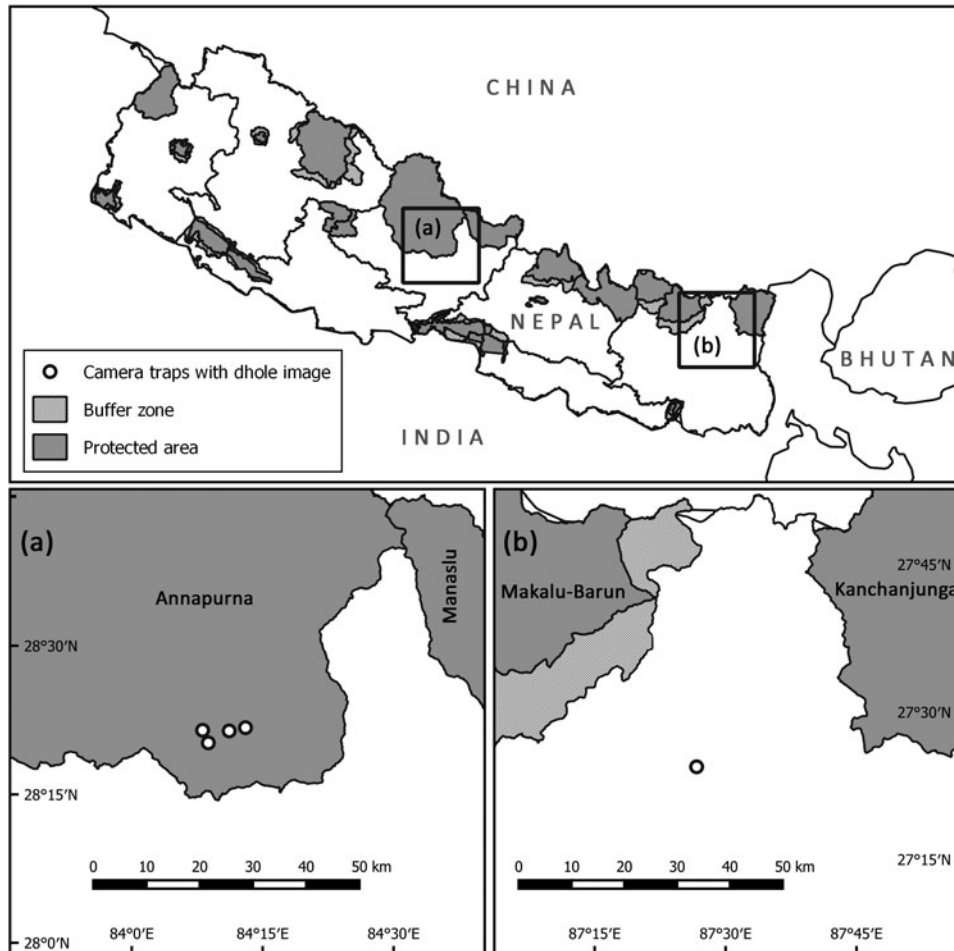 CHINA
(a)
NEPAL
(b)
BHUTAN
INDIA
Camera traps with dhole image
Buffer zone
Protected area
(a)
Annapurna
Manaslu
28°30′N
28°15′N
28°0′N
0 10 20 30 40 50 km
84°0′E 84°15′E 84°30′E
(b)
Makalu-Barun
Kanchanjunga
27°45′N
27°30′N
27°15′N
0 10 20 30 40 50 km
87°15′E 87°30′E 87°45′E